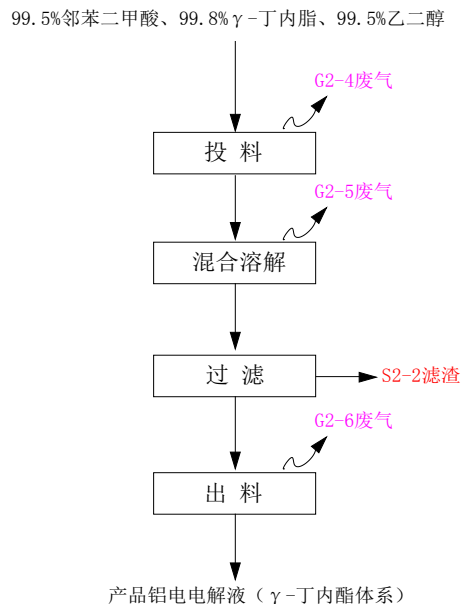 99.5%邻苯二甲酸、99.8%γ-丁内脂、99.5%乙二醇
G2-4废气
投 料
G2-5废气
混合溶解
过 滤
S2-2滤渣
G2-6废气
出 料
产品铝电电解液（γ-丁内酯体系）